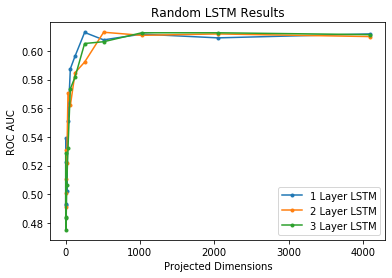 Random LSTM Results
ROC AUC
0.60
0.58
0.56
0.54
0.52
0.50
0.48
1 Layer LSTM
2 Layer LSTM
3 Layer LSTM
0 1000 2000 3000 4000
Projected Dimensions